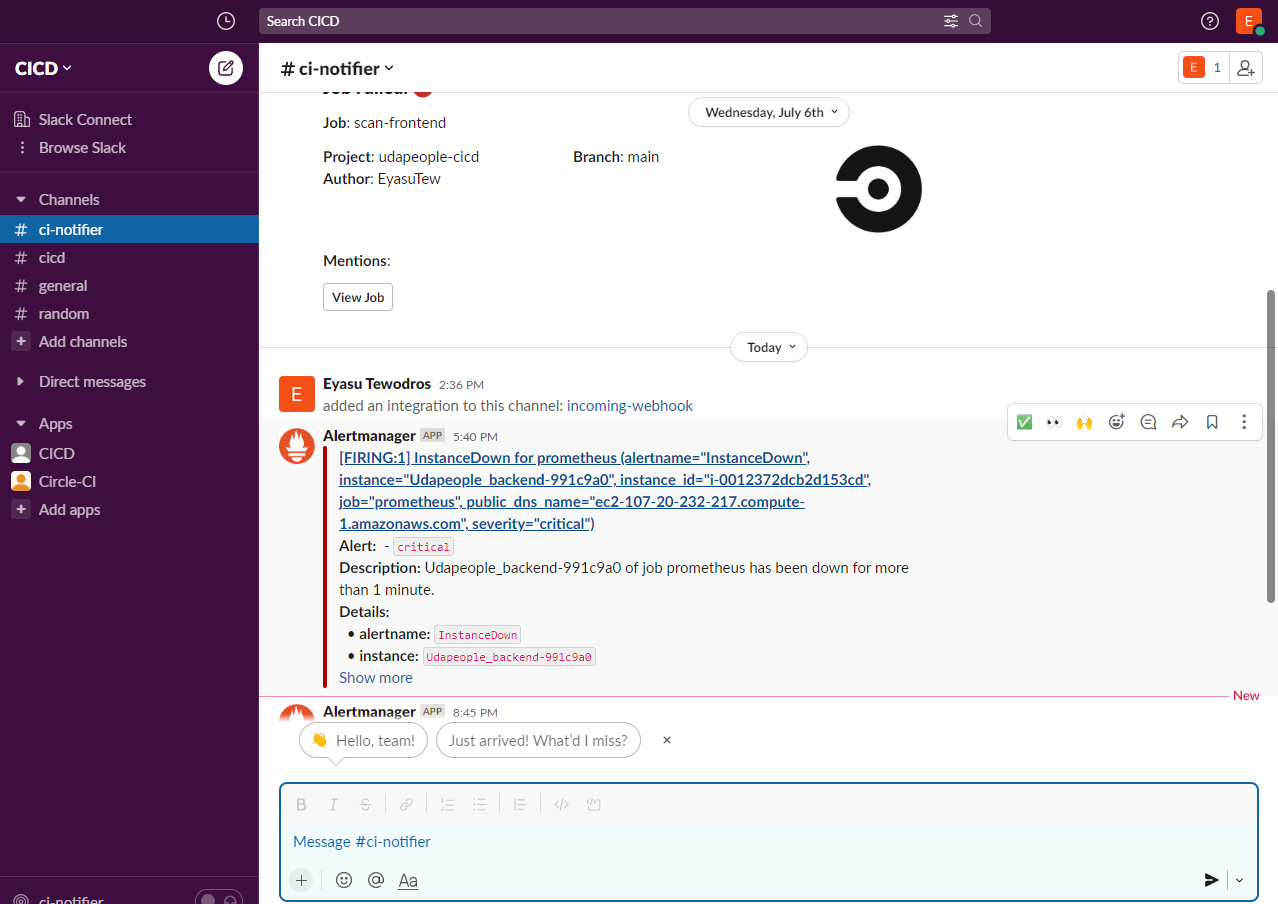 Search CICD
E
CICD
# ci-notifier
E 1
Slack Connect
Browse Slack
Channels
# ci-notifier
# cicd
# general
# random
+ Add channels
Direct messages
Apps
CICD
Circle-CI
+ Add apps
ci-notifier
Job Failed.
Wednesday, July 6th
Job: scan-frontend
Project: udapeople-cicd Branch: main
Author: EyasuTew
Mentions:
View Job
Today
E
Eyasu Tewodros 2:36 PM
added an integration to this channel: incoming-webhook
Alertmanager APP 5:40 PM
[FIRING:1] InstanceDown for prometheus (alertname="InstanceDown",
instance="Udapeople_backend-991c9a0", instance_id="i-0012372dcb2d153cd",
job="prometheus", public_dns_name="ec2-107-20-232-217.compute-
1.amazonaws.com", severity="critical")
Alert: - critical
Description: Udapeople_backend-991c9a0 of job prometheus has been down for more
than 1 minute.
Details:
• alertname: InstanceDown
• instance: Udapeople_backend-991c9a0
Show more
New
Alertmanager APP 8:45 PM
👋 Hello, team! Just arrived! What'd I miss? ×
B I S
Message #ci-notifier
+ @ Aa